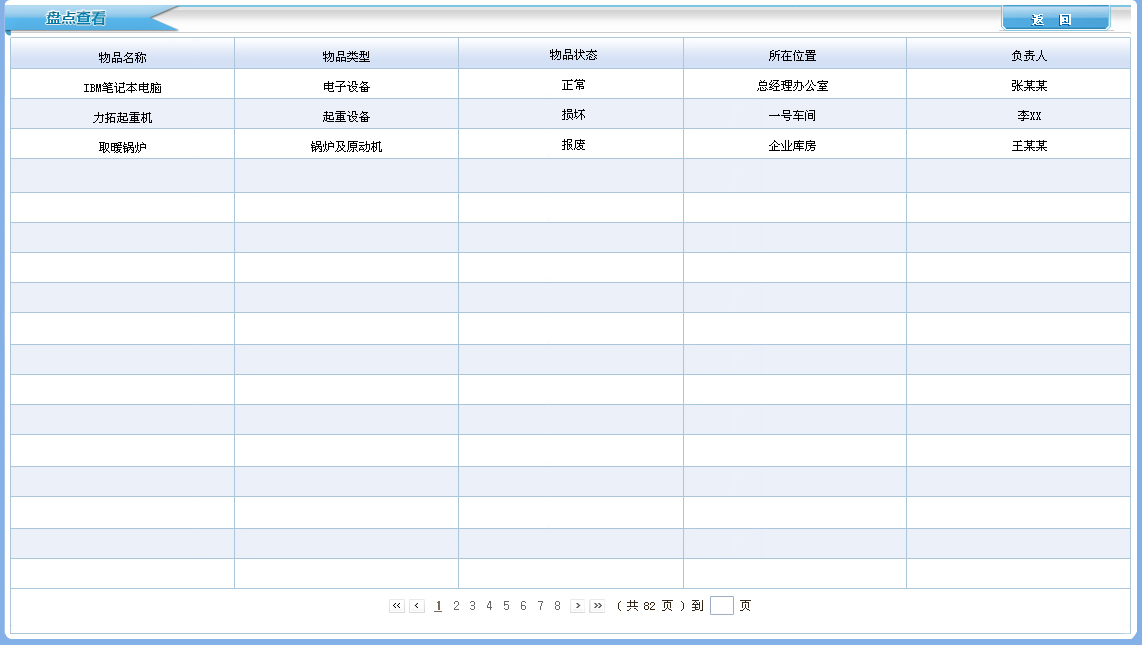 盘点查看 返 回
物品名称 物品类型 物品状态 所在位置 负责人
IBM笔记本电脑 电子设备 正常 总经理办公室 张某某
力拓起重机 起重设备 损坏 一号车间 李XX
取暖锅炉 锅炉及原动机 报废 企业库房 王某某
« ‹ 1 2 3 4 5 6 7 8 › » ( 共 82 页 ) 到 页